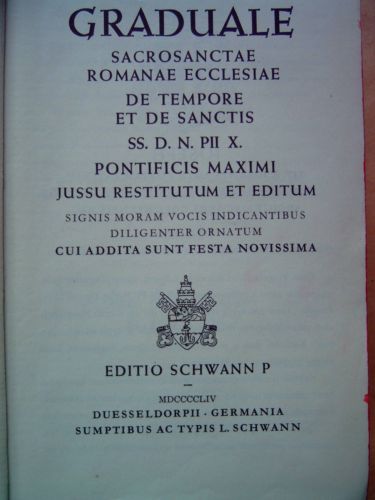 GRADUALE
SACROSANCTAE
ROMANAE ECCLESIAE
DE TEMPORE
ET DE SANCTIS
SS. D. N. PII X.
PONTIFICIS MAXIMI
JUSSU RESTITUTUM ET EDITUM
SIGNIS MORAM VOCIS INDICANTIBUS
DILIGENTER ORNATUM
CUI ADDITA SUNT FESTA NOVISSIMA
EDITIO SCHWANN P
—
MDCCCCLIV
DUESSELDORPII · GERMANIA
SUMPTIBUS AC TYPIS L. SCHWANN